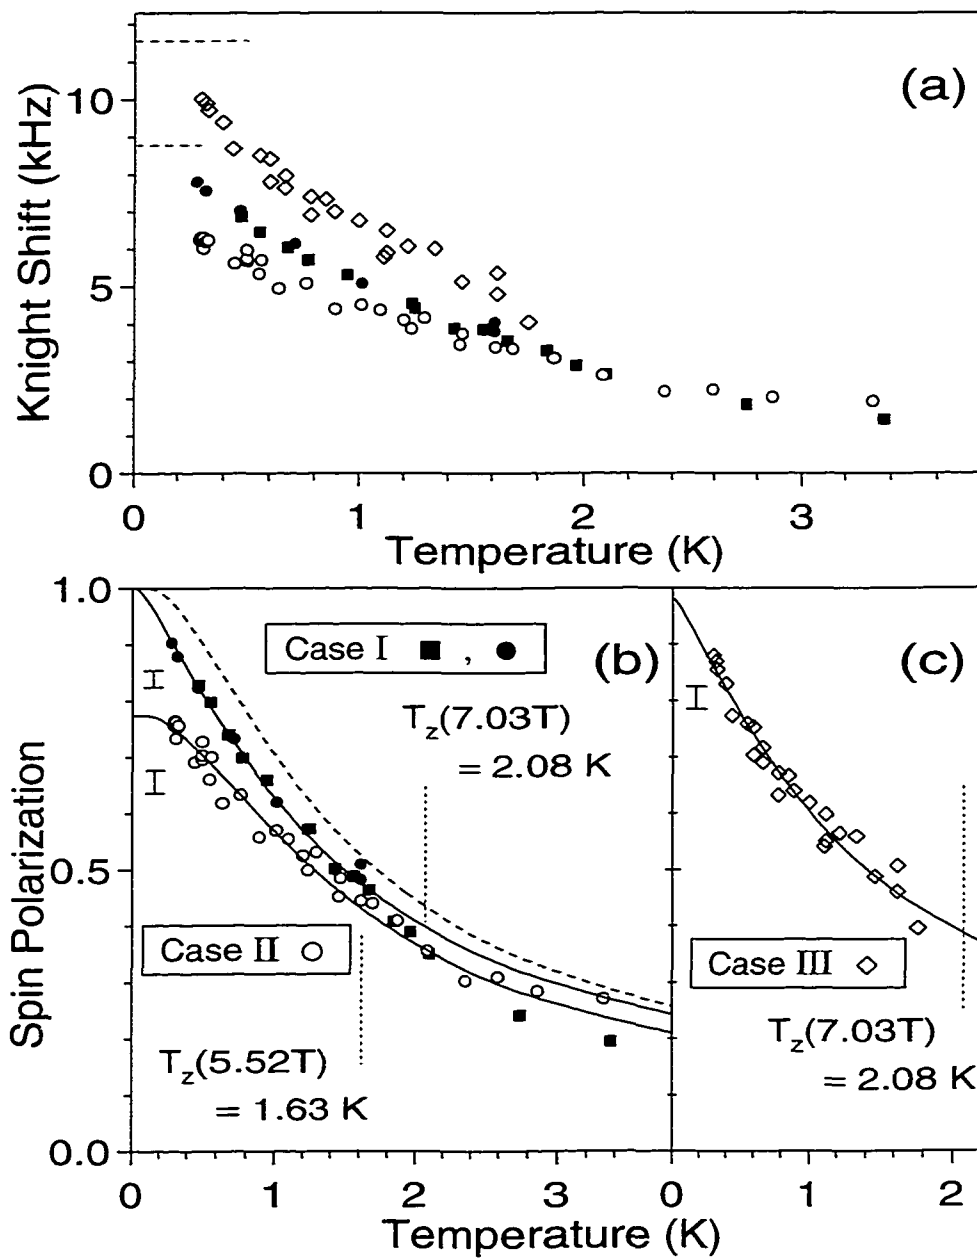 (a)
Knight Shift (kHz)
10
5
0
0 1 2 3
Temperature (K)
1.0
Case I ■ , ●
(b)
(c)
T_z(7.03T)
= 2.08 K
Spin Polarization
0.5
Case II ○
Case III ◇
T_z(5.52T)
= 1.63 K
T_z(7.03T)
= 2.08 K
0.0
0 1 2 3 0 1 2
Temperature (K)